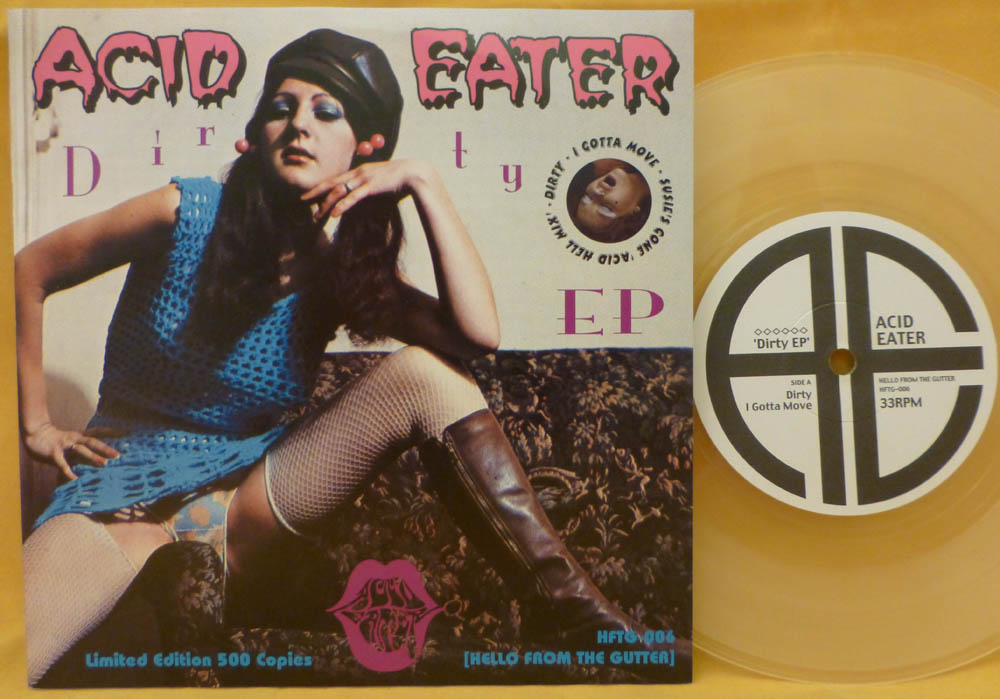 ACID EATER
Dirty
EP
DIRTY · I GOTTA MOVE · SUSIE'S GONE 'ACID HELL MIX' ·
Limited Edition 500 Copies
HFTG-006
[HELLO FROM THE GUTTER]
'Dirty EP'
SIDE A
Dirty
I Gotta Move
ACID
EATER
HELLO FROM THE GUTTER
HFTG-006
33RPM